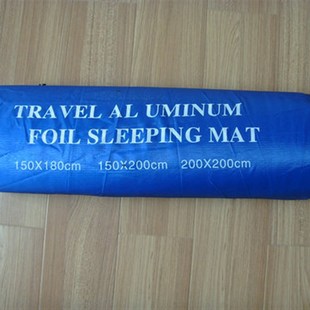 TRAVEL AL UMINUM
FOIL SLEEPING MAT
150X180cm 150X200cm 200X200cm